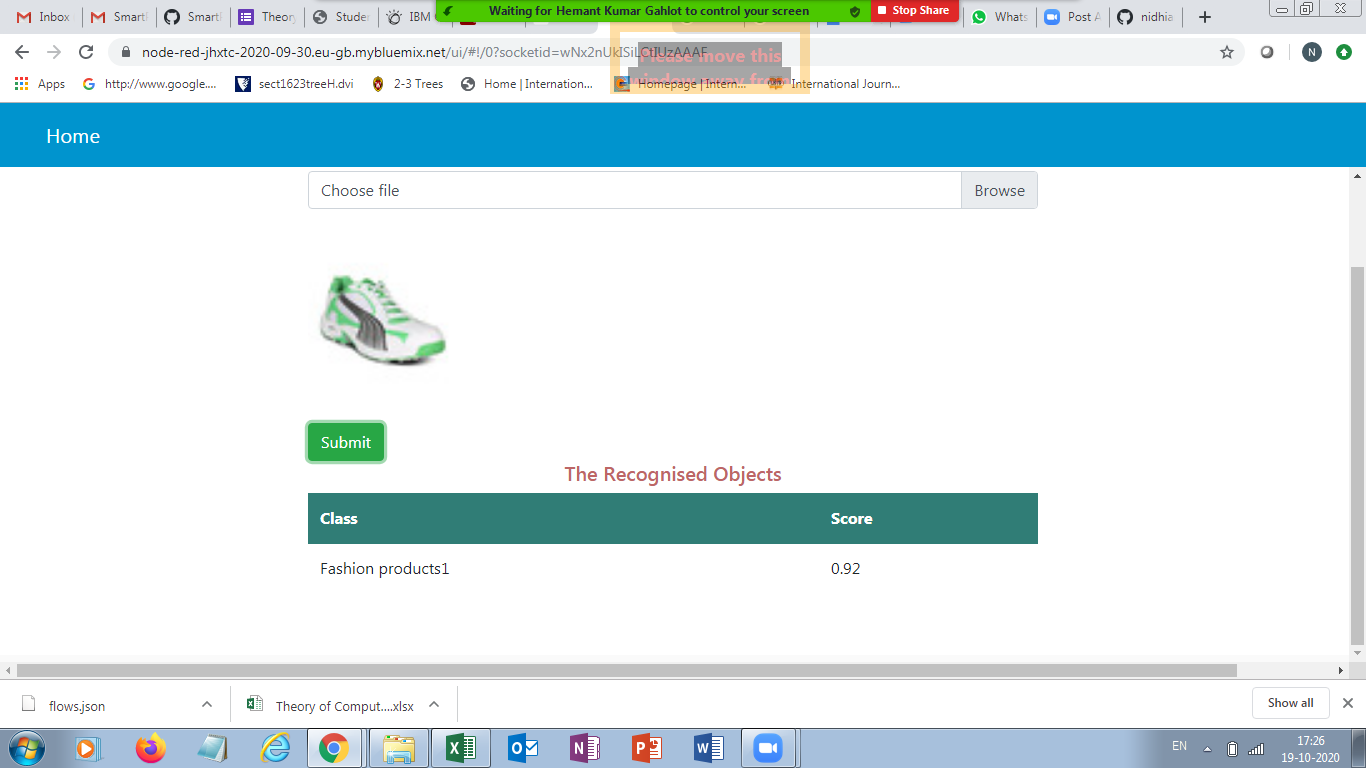 Inbox
Smart
Smart
Theory
Studer
IBM C
Waiting for Hemant Kumar Gahlot to control your screen
Stop Share
Whats
Post A
nidhia
node-red-jhxtc-2020-09-30.eu-gb.mybluemix.net/ui/#!/0?socketid=wNx2nUkISiLCtIUzAAAF
Please move this
window away from
N
Apps
http://www.google....
sect1623treeH.dvi
2-3 Trees
Home | Internation...
Homepage | Intern...
International Journ...
Home
Choose file
Browse
Submit
The Recognised Objects
Class Score
Fashion products1 0.92
flows.json
Theory of Comput....xlsx
Show all
EN
17:26
19-10-2020